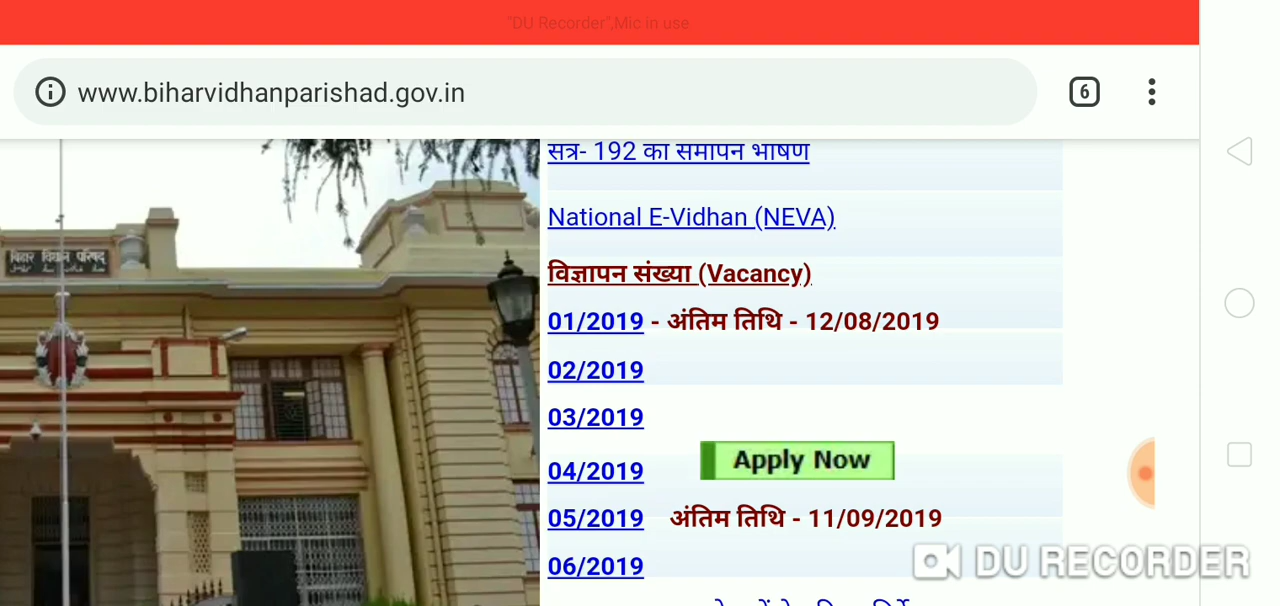 "DU Recorder",Mic in use
www.biharvidhanparishad.gov.in
6
सत्र- 192 का समापन भाषण
National E-Vidhan (NEVA)
बिहार विधान परिषद्
विज्ञापन संख्या (Vacancy)
01/2019 - अंतिम तिथि - 12/08/2019
02/2019
03/2019
04/2019 Apply Now
05/2019 अंतिम तिथि - 11/09/2019
06/2019
DU RECORDER